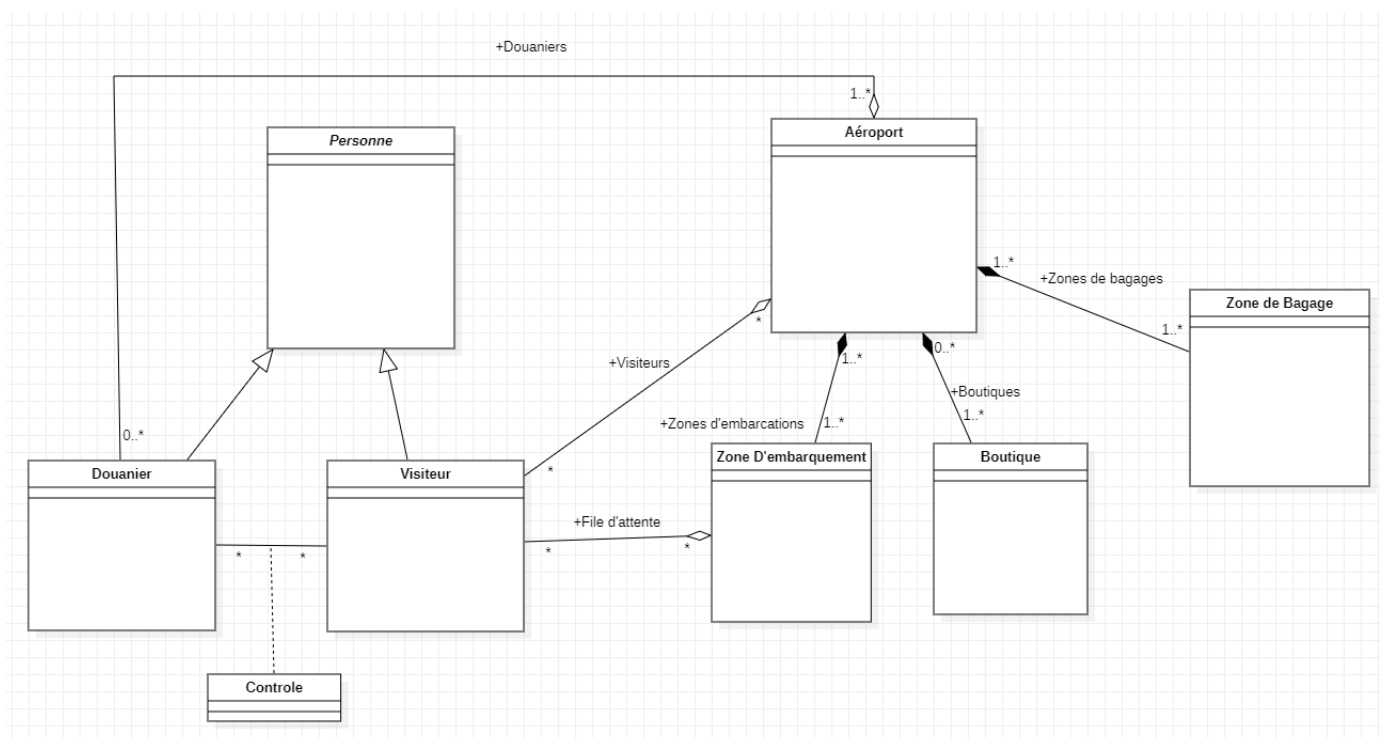 +Douaniers
1..*
Personne
Aéroport
1..*
+Zones de bagages
Zone de Bagage
*
1..*
1..*
0..*
+Visiteurs
+Boutiques
+Zones d'embarcations
1..*
1..*
0..*
Douanier
Visiteur
*
Zone D'embarquement
Boutique
+File d'attente
*
*
*
*
Controle